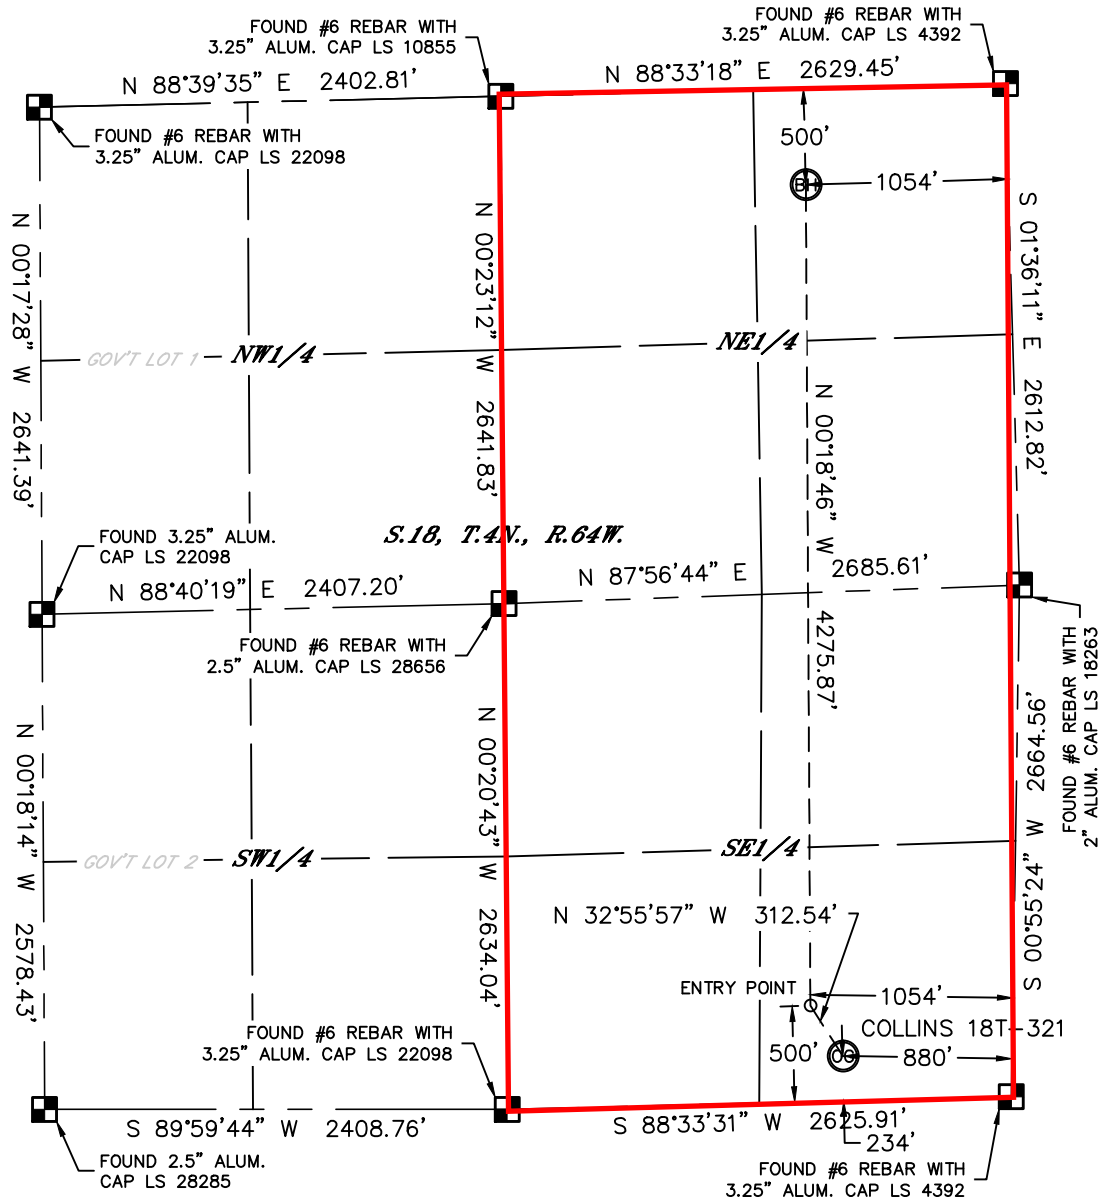 FOUND #6 REBAR WITH
3.25" ALUM. CAP LS 10855
FOUND #6 REBAR WITH
3.25" ALUM. CAP LS 4392
N 88°39'35" E 2402.81'
N 88°33'18" E 2629.45'
FOUND #6 REBAR WITH
3.25" ALUM. CAP LS 22098
500'
BH
1054'
N 00°17'28" W 2641.39'
N 00°23'12" W 2641.83'
S 01°36'11" E 2612.82'
GOV'T LOT 1
NW1/4
NE1/4
N 00°18'46" W 4275.87'
S.18, T.4N., R.64W.
FOUND 3.25" ALUM.
CAP LS 22098
N 88°40'19" E 2407.20'
N 87°56'44" E 2685.61'
FOUND #6 REBAR WITH
2.5" ALUM. CAP LS 28656
FOUND #6 REBAR WITH
2" ALUM. CAP LS 18263
N 00°18'14" W 2578.43'
N 00°20'43" W 2634.04'
S 00°55'24" W 2664.56'
GOV'T LOT 2
SW1/4
SE1/4
N 32°55'57" W 312.54'
ENTRY POINT
1054'
COLLINS 18T-321
500'
OG
880'
FOUND #6 REBAR WITH
3.25" ALUM. CAP LS 22098
S 89°59'44" W 2408.76'
S 88°33'31" W 2625.91'
234'
FOUND 2.5" ALUM.
CAP LS 28285
FOUND #6 REBAR WITH
3.25" ALUM. CAP LS 4392